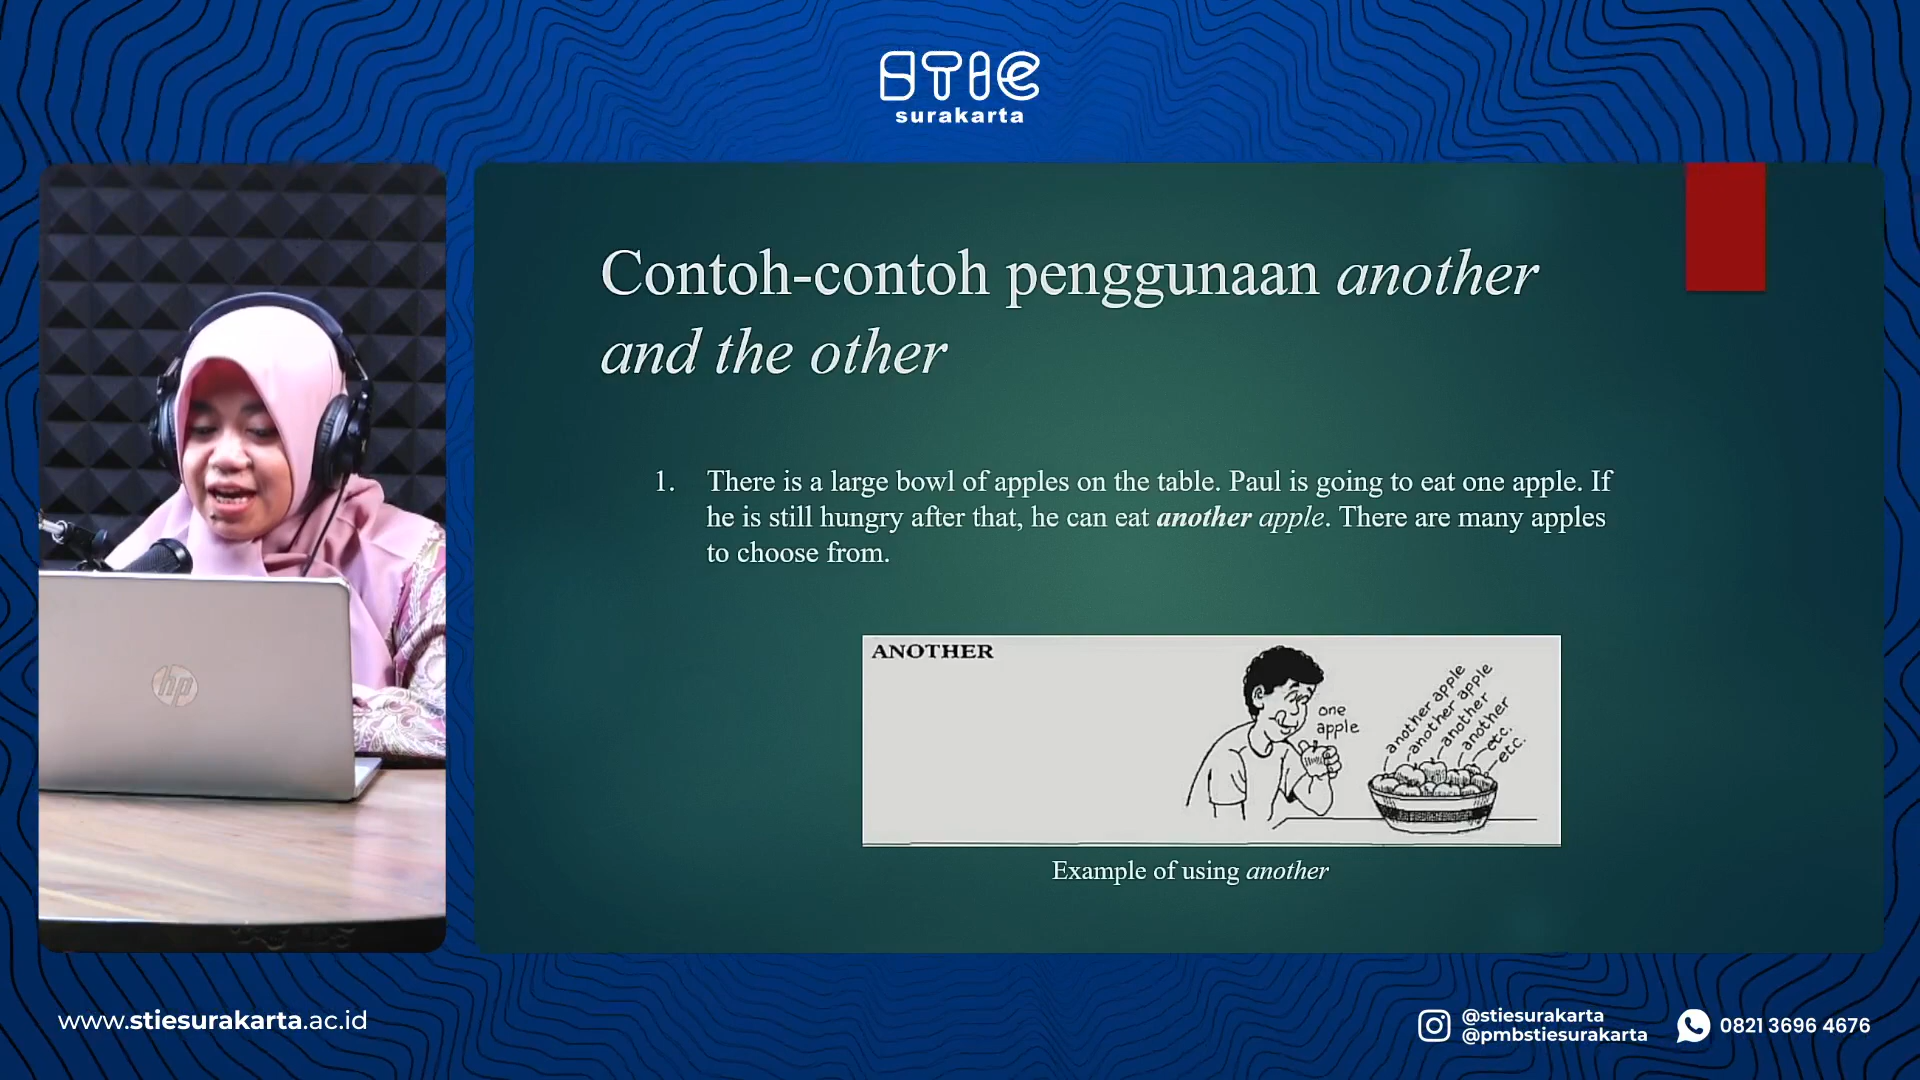 STIE
surakarta
Contoh-contoh penggunaan another
and the other
1. There is a large bowl of apples on the table. Paul is going to eat one apple. If
he is still hungry after that, he can eat another apple. There are many apples
to choose from.
ANOTHER
one
apple
another apple
another apple
another
another
etc.
etc.
Example of using another
hp
www.stiesurakarta.ac.id
@stiesurakarta
@pmbstiesurakarta
0821 3696 4676